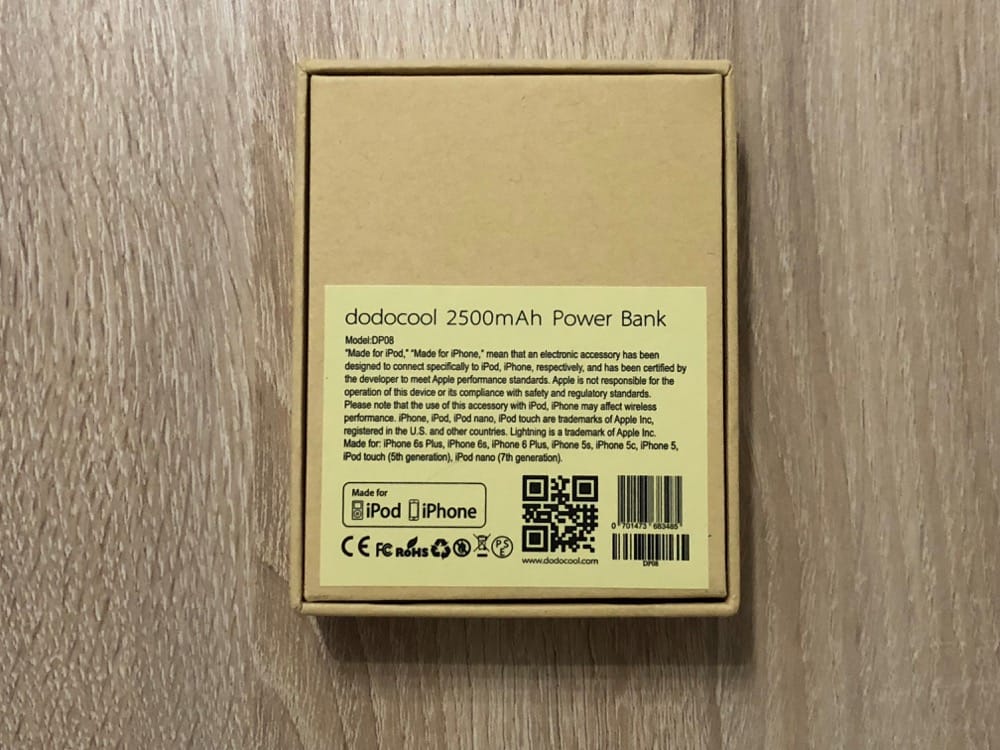 dodocool 2500mAh Power Bank
Model:DP08
"Made for iPod," "Made for iPhone," mean that an electronic accessory has been
designed to connect specifically to iPod, iPhone, respectively, and has been certified by
the developer to meet Apple performance standards. Apple is not responsible for the
operation of this device or its compliance with safety and regulatory standards.
Please note that the use of this accessory with iPod, iPhone may affect wireless
performance. iPhone, iPod, iPod nano, iPod touch are trademarks of Apple Inc,
registered in the U.S. and other countries. Lightning is a trademark of Apple Inc.
Made for: iPhone 6s Plus, iPhone 6s, iPhone 6 Plus, iPhone 5s, iPhone 5c, iPhone 5,
iPod touch (5th generation), iPod nano (7th generation).
Made for
iPod iPhone
0 701473 683485
CE FC RoHS PSE
www.dodocool.com
DP08